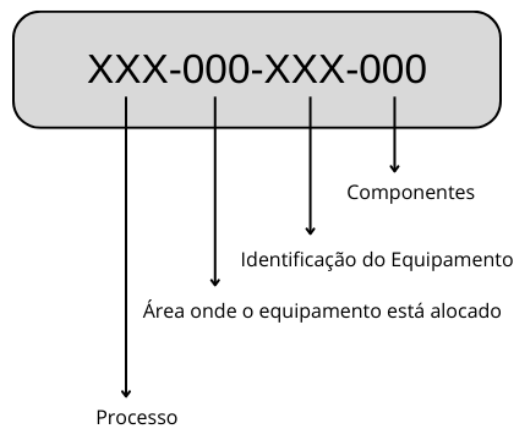 XXX-000-XXX-000
Componentes
Identificação do Equipamento
Área onde o equipamento está alocado
Processo